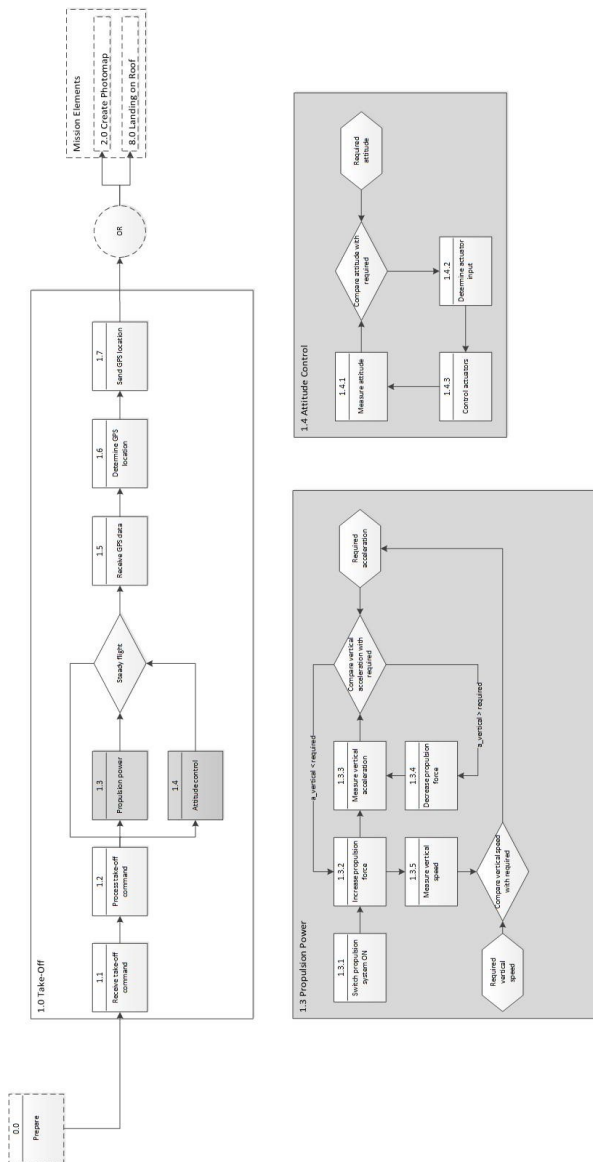 0.0
Prepare
1.0 Take-Off
1.1
Receive take-off
command
1.2
Process take-off
command
1.3
Propulsion power
1.4
Attitude control
Steady flight
1.5
Receive GPS data
1.6
Determine GPS
location
1.7
Send GPS location
OR
Mission Elements
2.0 Create Photomap
8.0 Landing on Roof
1.3 Propulsion Power
1.3.1
Switch propulsion
system ON
1.3.2
Increase propulsion
force
1.3.3
Measure vertical
acceleration
1.3.4
Decrease propulsion
force
1.3.5
Measure vertical
speed
a_vertical < required
a_vertical > required
Compare vertical
acceleration with
required
Required
acceleration
Required
vertical
speed
Compare vertical speed
with required
1.4 Attitude Control
1.4.1
Measure attitude
Compare attitude with
required
Required
attitude
1.4.2
Determine actuator
input
1.4.3
Control actuators